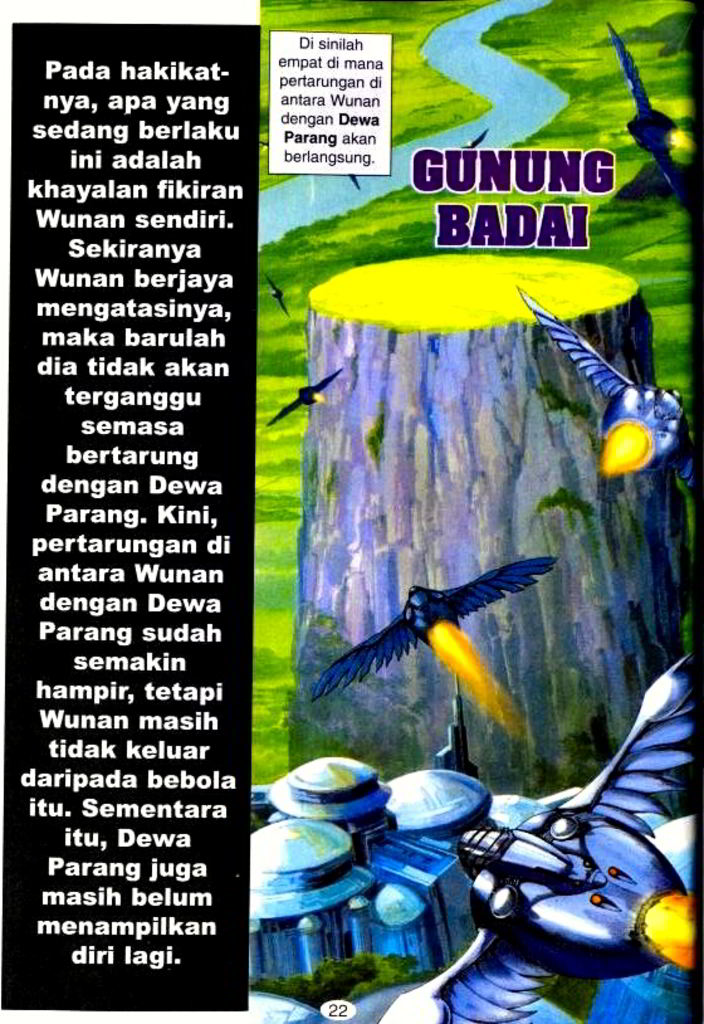 Pada hakikat-
nya, apa yang
sedang berlaku
ini adalah
khayalan fikiran
Wunan sendiri.
Sekiranya
Wunan berjaya
mengatasinya,
maka barulah
dia tidak akan
terganggu
semasa
bertarung
dengan Dewa
Parang. Kini,
pertarungan di
antara Wunan
dengan Dewa
Parang sudah
semakin
hampir, tetapi
Wunan masih
tidak keluar
daripada bebola
itu. Sementara
itu, Dewa
Parang juga
masih belum
menampilkan
diri lagi.
Di sinilah
empat di mana
pertarungan di
antara Wunan
dengan Dewa
Parang akan
berlangsung.
GUNUNG
BADAI
22